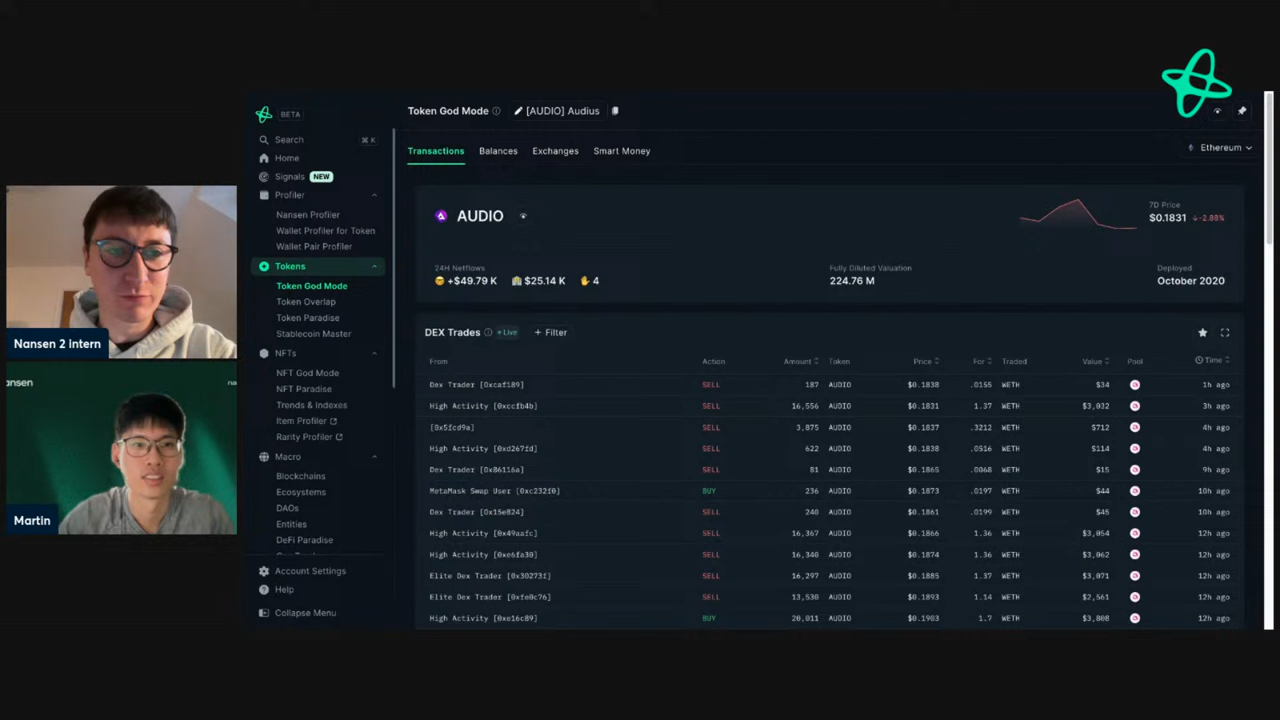 BETA
Search ⌘ K
Home
Signals NEW
Profiler
Nansen Profiler
Wallet Profiler for Token
Wallet Pair Profiler
Tokens
Token God Mode
Token Overlap
Token Paradise
Stablecoin Master
NFTs
NFT God Mode
NFT Paradise
Trends & Indexes
Item Profiler
Rarity Profiler
Macro
Blockchains
Ecosystems
DAOs
Entities
DeFi Paradise
Account Settings
Help
Collapse Menu
Token God Mode [AUDIO] Audius
Transactions Balances Exchanges Smart Money
Ethereum
AUDIO
7D Price
$0.1831 -2.88%
24H Netflows
+$49.79 K $25.14 K 4
Fully Diluted Valuation
224.76 M
Deployed
October 2020
DEX Trades Live + Filter
From Action Amount Token Price For Traded Value Pool Time
Dex Trader [0xcaf189] SELL 187 AUDIO $0.1838 .0155 WETH $34 1h ago
High Activity [0xccfb4b] SELL 16,556 AUDIO $0.1831 1.37 WETH $3,032 3h ago
[0x5fcd9a] SELL 3,875 AUDIO $0.1837 .3212 WETH $712 4h ago
High Activity [0xd267fd] SELL 622 AUDIO $0.1838 .0516 WETH $114 4h ago
Dex Trader [0x86116a] SELL 81 AUDIO $0.1865 .0068 WETH $15 9h ago
MetaMask Swap User [0xc232f0] BUY 236 AUDIO $0.1873 .0197 WETH $44 10h ago
Dex Trader [0x15e824] SELL 240 AUDIO $0.1861 .0199 WETH $45 10h ago
High Activity [0x49aafc] SELL 16,367 AUDIO $0.1866 1.36 WETH $3,054 12h ago
High Activity [0xe6fa30] SELL 16,340 AUDIO $0.1874 1.36 WETH $3,062 12h ago
Elite Dex Trader [0x30273f] SELL 16,297 AUDIO $0.1885 1.37 WETH $3,071 12h ago
Elite Dex Trader [0xfe0c76] SELL 13,530 AUDIO $0.1893 1.14 WETH $2,561 12h ago
High Activity [0xe16c89] BUY 20,011 AUDIO $0.1903 1.7 WETH $3,808 12h ago
Nansen 2 Intern
ansen na
Martin